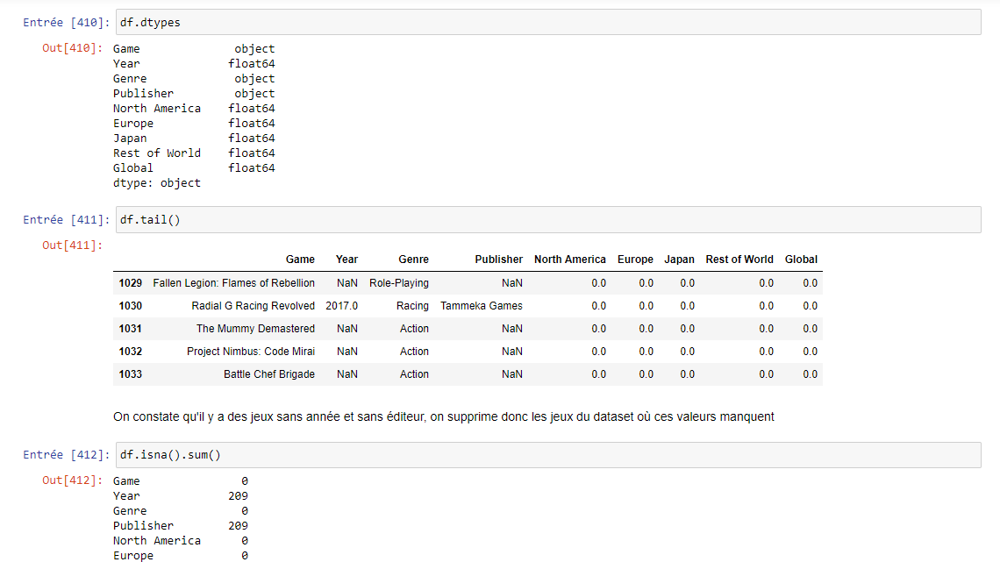 Entrée [410]: df.dtypes
Out[410]: Game object
Year float64
Genre object
Publisher object
North America float64
Europe float64
Japan float64
Rest of World float64
Global float64
dtype: object
Entrée [411]: df.tail()
Out[411]:
Game Year Genre Publisher North America Europe Japan Rest of World Global
1029 Fallen Legion: Flames of Rebellion NaN Role-Playing NaN 0.0 0.0 0.0 0.0 0.0
1030 Radial G Racing Revolved 2017.0 Racing Tammeka Games 0.0 0.0 0.0 0.0 0.0
1031 The Mummy Demastered NaN Action NaN 0.0 0.0 0.0 0.0 0.0
1032 Project Nimbus: Code Mirai NaN Action NaN 0.0 0.0 0.0 0.0 0.0
1033 Battle Chef Brigade NaN Action NaN 0.0 0.0 0.0 0.0 0.0
On constate qu'il y a des jeux sans année et sans éditeur, on supprime donc les jeux du dataset où ces valeurs manquent
Entrée [412]: df.isna().sum()
Out[412]: Game 0
Year 209
Genre 0
Publisher 209
North America 0
Europe 0